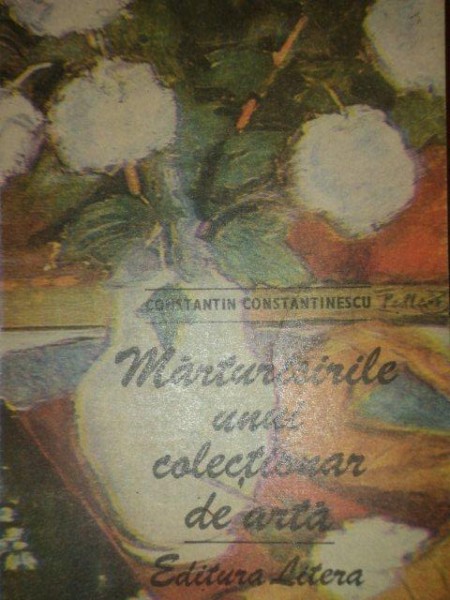 CONSTANTIN CONSTANTINESCU
Mărturisirile
unui
colecționar
de artă
Editura Litera